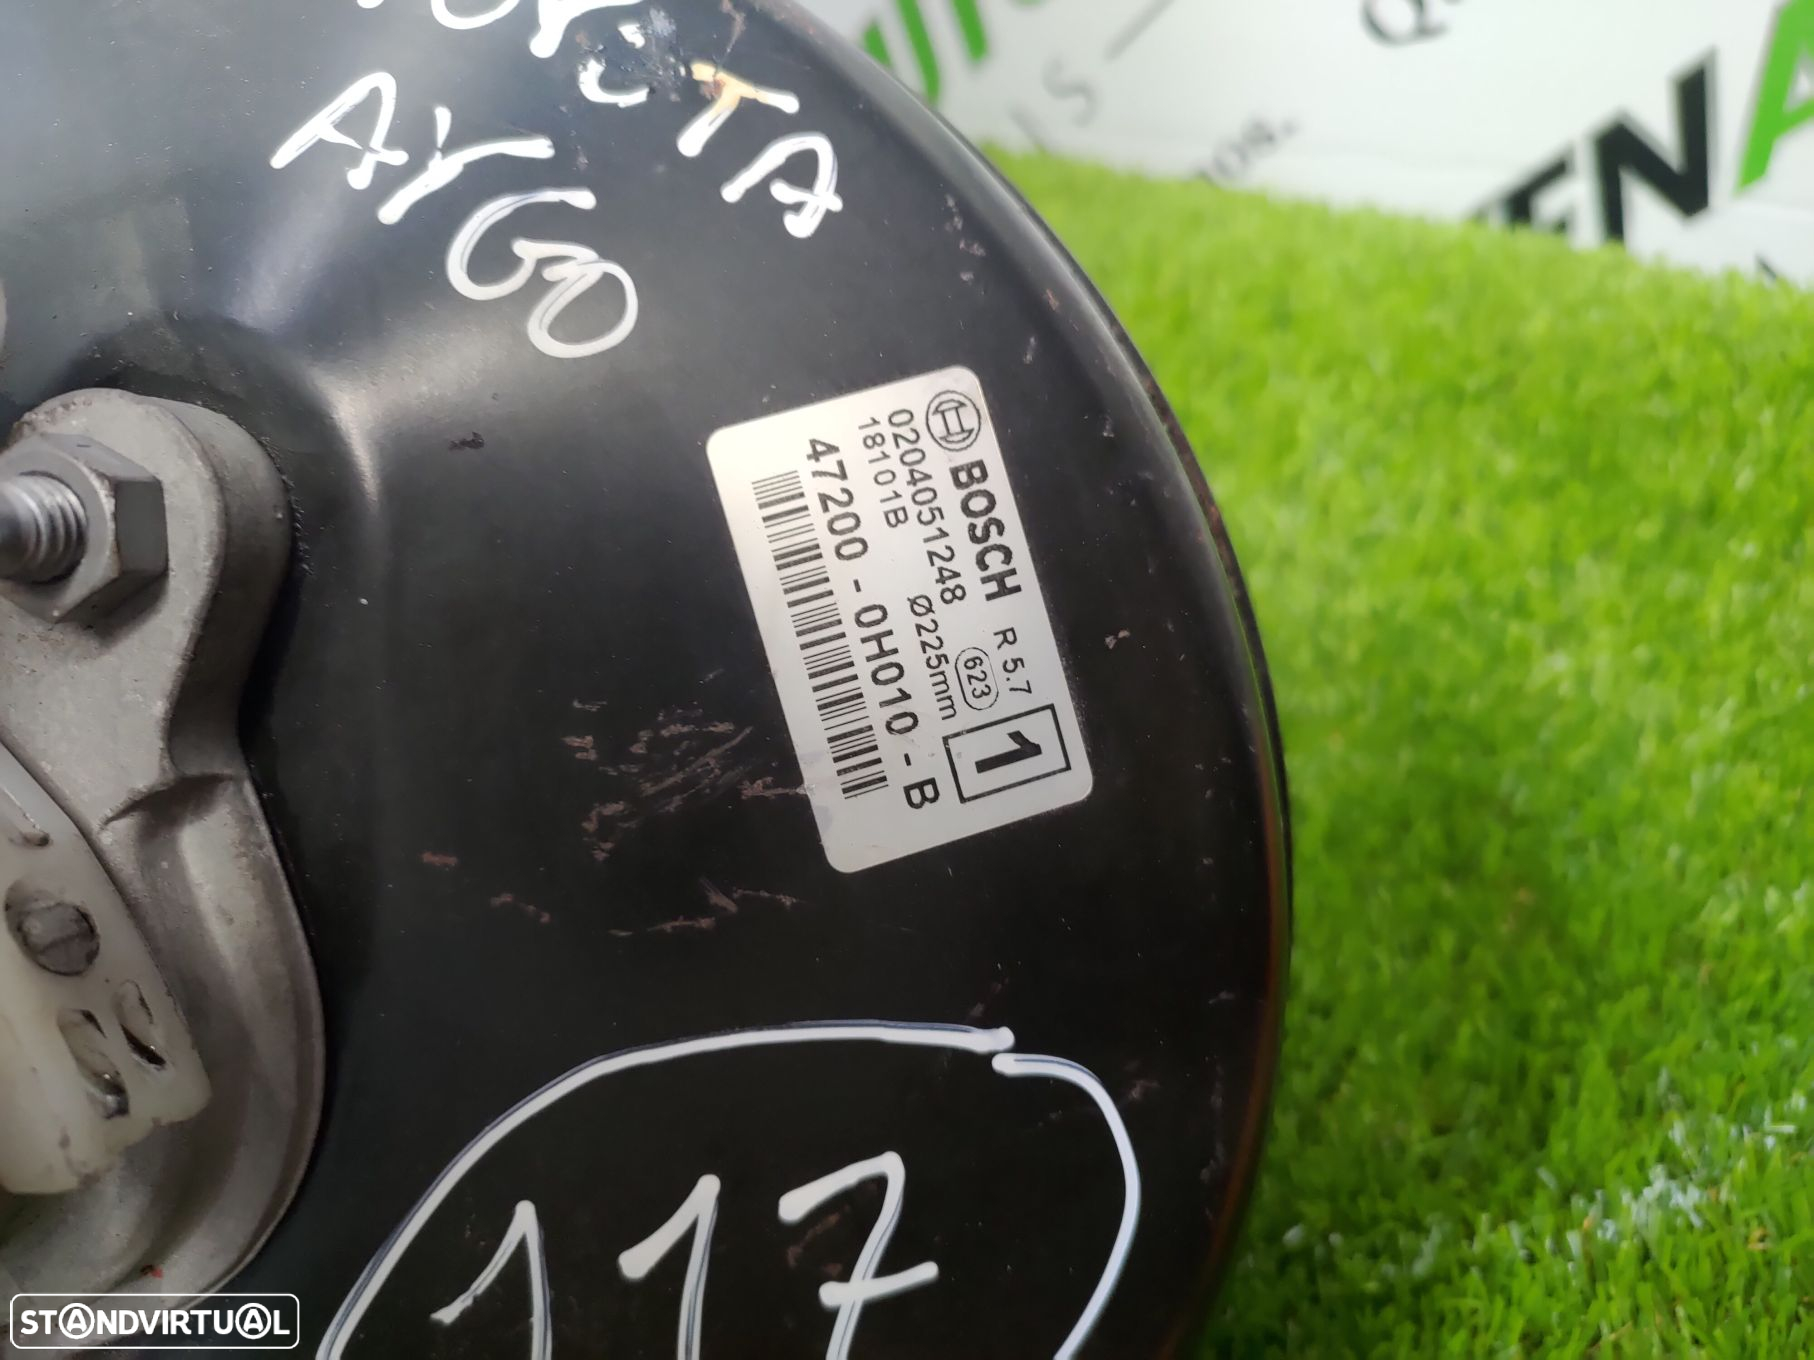 AYGO
BOSCH R 5.7
0204051248 623
18101B Ø225mm
1
47200 - 0H010 - B
117
STANDVIRTUAL